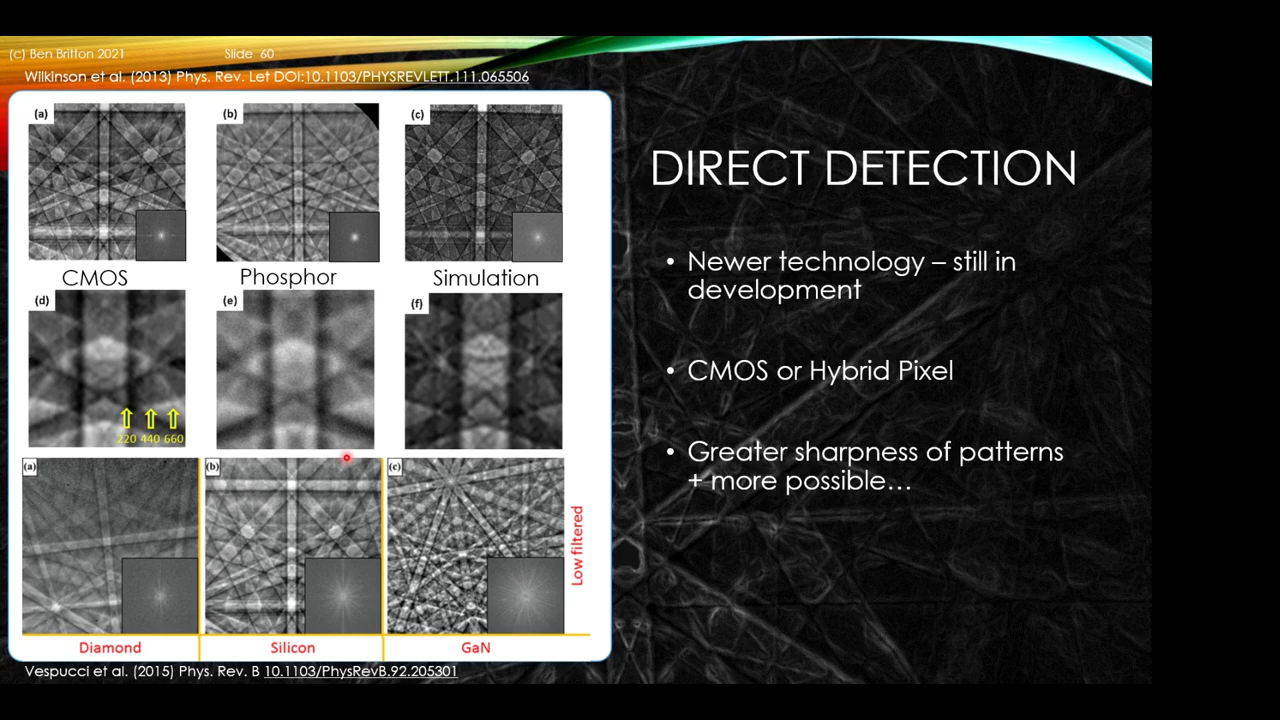 (c) Ben Britton 2021 Slide 60
Wilkinson et al. (2013) Phys. Rev. Let DOI:10.1103/PHYSREVLETT.111.065506
(a) (b) (c)
CMOS Phosphor Simulation
(d) (e) (f)
220 440 660
(a) (b) (c)
Low filtered
Diamond Silicon GaN
Vespucci et al. (2015) Phys. Rev. B 10.1103/PhysRevB.92.205301
DIRECT DETECTION
• Newer technology – still in
development
• CMOS or Hybrid Pixel
• Greater sharpness of patterns
+ more possible…